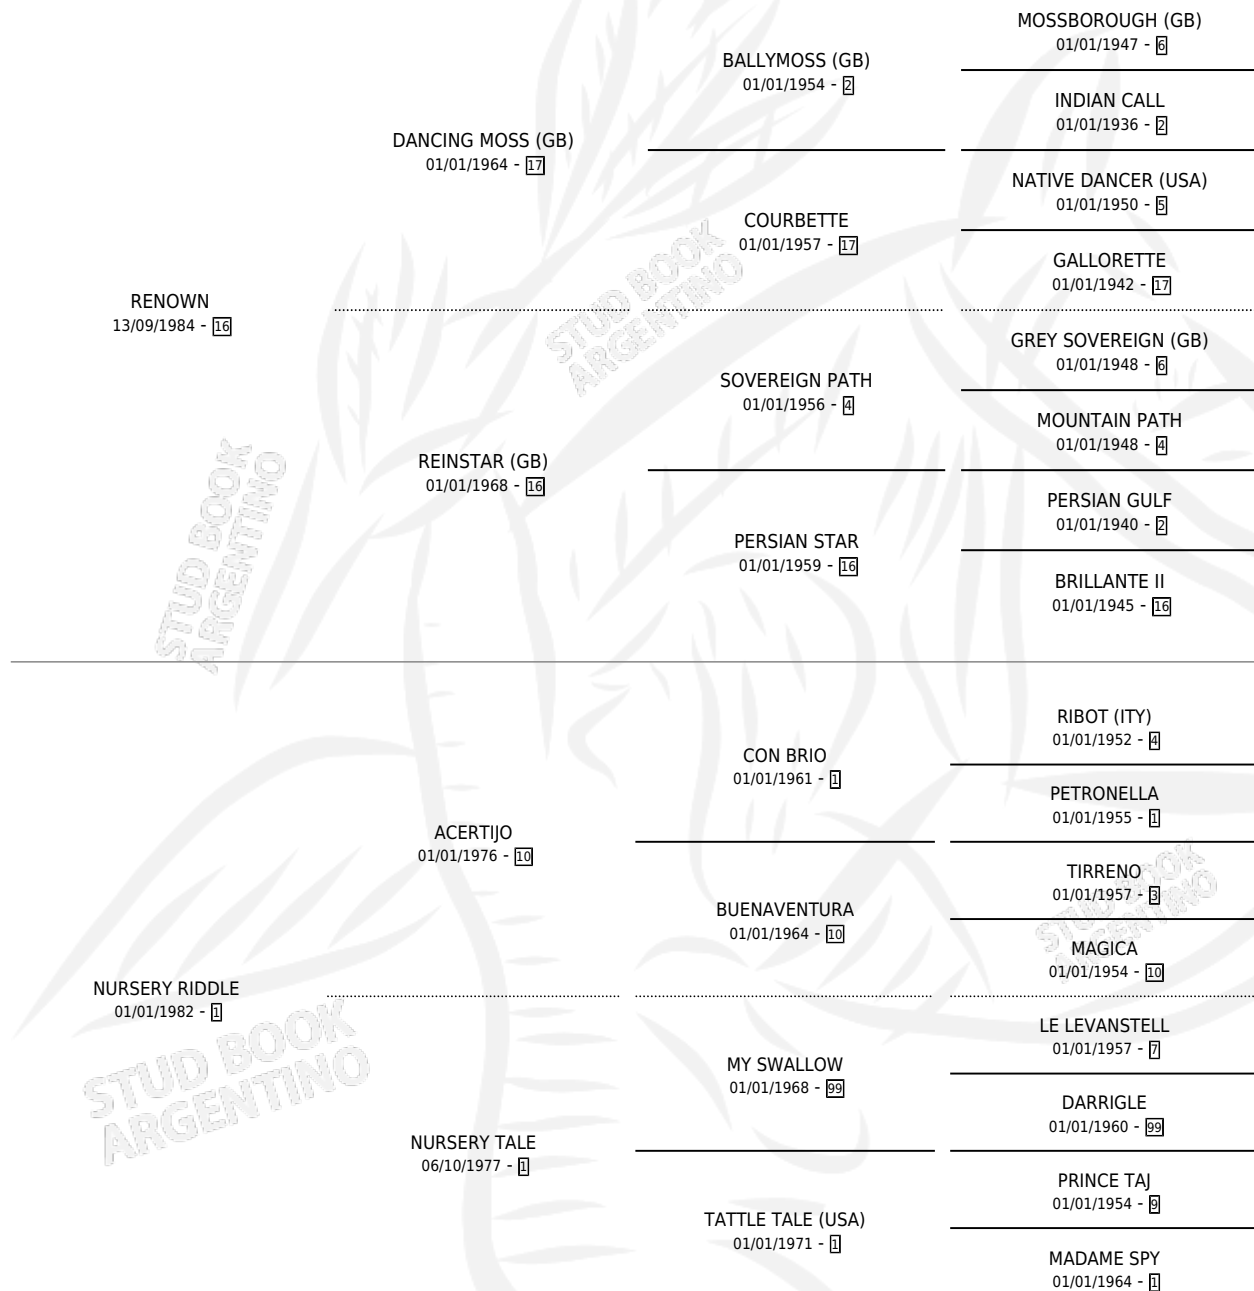 MOSSBOROUGH (GB)
01/01/1947 - 6
BALLYMOSS (GB)
01/01/1954 - 2
INDIAN CALL
01/01/1936 - 2
DANCING MOSS (GB)
01/01/1964 - 17
NATIVE DANCER (USA)
01/01/1950 - 5
COURBETTE
01/01/1957 - 17
GALLORETTE
01/01/1942 - 17
RENOWN
13/09/1984 - 16
STUD BOOK
ARGENTINO
GREY SOVEREIGN (GB)
01/01/1948 - 6
SOVEREIGN PATH
01/01/1956 - 4
MOUNTAIN PATH
01/01/1948 - 4
REINSTAR (GB)
01/01/1968 - 16
PERSIAN GULF
01/01/1940 - 2
PERSIAN STAR
01/01/1959 - 16
BRILLANTE II
01/01/1945 - 16
STUD BOOK
ARGENTINO
RIBOT (ITY)
01/01/1952 - 4
CON BRIO
01/01/1961 - 1
PETRONELLA
01/01/1955 - 1
ACERTIJO
01/01/1976 - 10
TIRRENO
01/01/1957 - 3
BUENAVENTURA
01/01/1964 - 10
STUD BOOK
ARGENTINO
MAGICA
01/01/1954 - 10
NURSERY RIDDLE
01/01/1982 - 1
STUD BOOK
ARGENTINO
LE LEVANSTELL
01/01/1957 - 7
MY SWALLOW
01/01/1968 - 99
DARRIGLE
01/01/1960 - 99
NURSERY TALE
06/10/1977 - 1
PRINCE TAJ
01/01/1954 - 9
TATTLE TALE (USA)
01/01/1971 - 1
MADAME SPY
01/01/1964 - 1